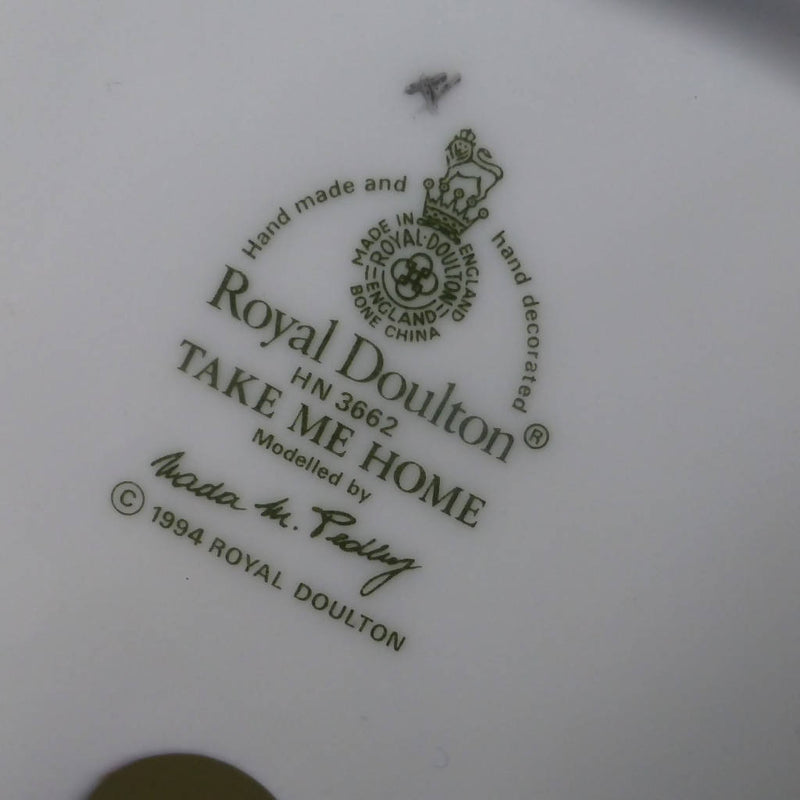 Hand made and hand decorated
MADE IN ENGLAND
ROYAL·DOULTON
ENGLAND
BONE CHINA
Royal Doulton®
HN 3662
TAKE ME HOME
Modelled by
Nada M. Pedley
© 1994 ROYAL DOULTON